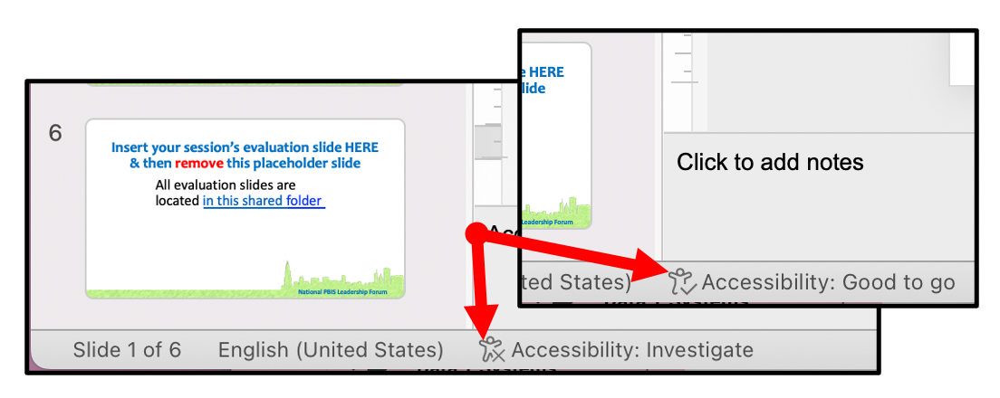 6
Insert your session's evaluation slide HERE
& then remove this placeholder slide
All evaluation slides are
located in this shared folder
National PBIS Leadership Forum
Slide 1 of 6 English (United States) Accessibility: Investigate
HERE
Click to add notes
Leadership Forum
States) Accessibility: Good to go